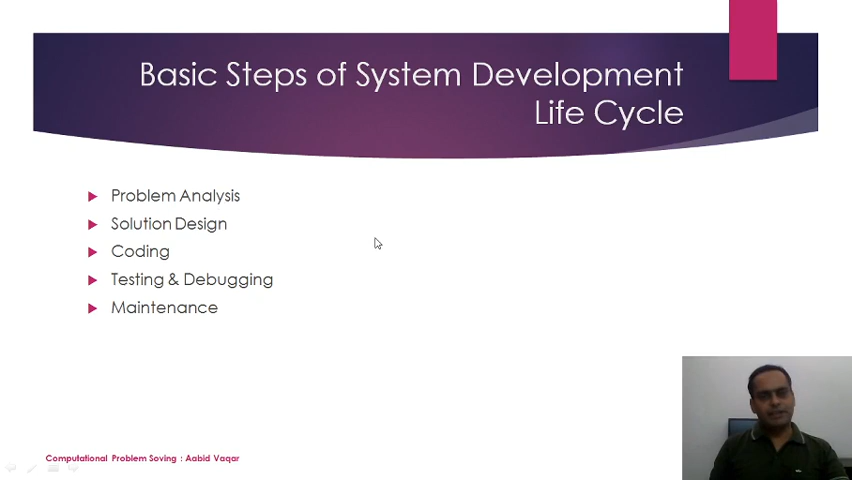 Basic Steps of System Development
Life Cycle
Problem Analysis
Solution Design
Coding
Testing & Debugging
Maintenance
Computational Problem Soving : Aabid Vaqar